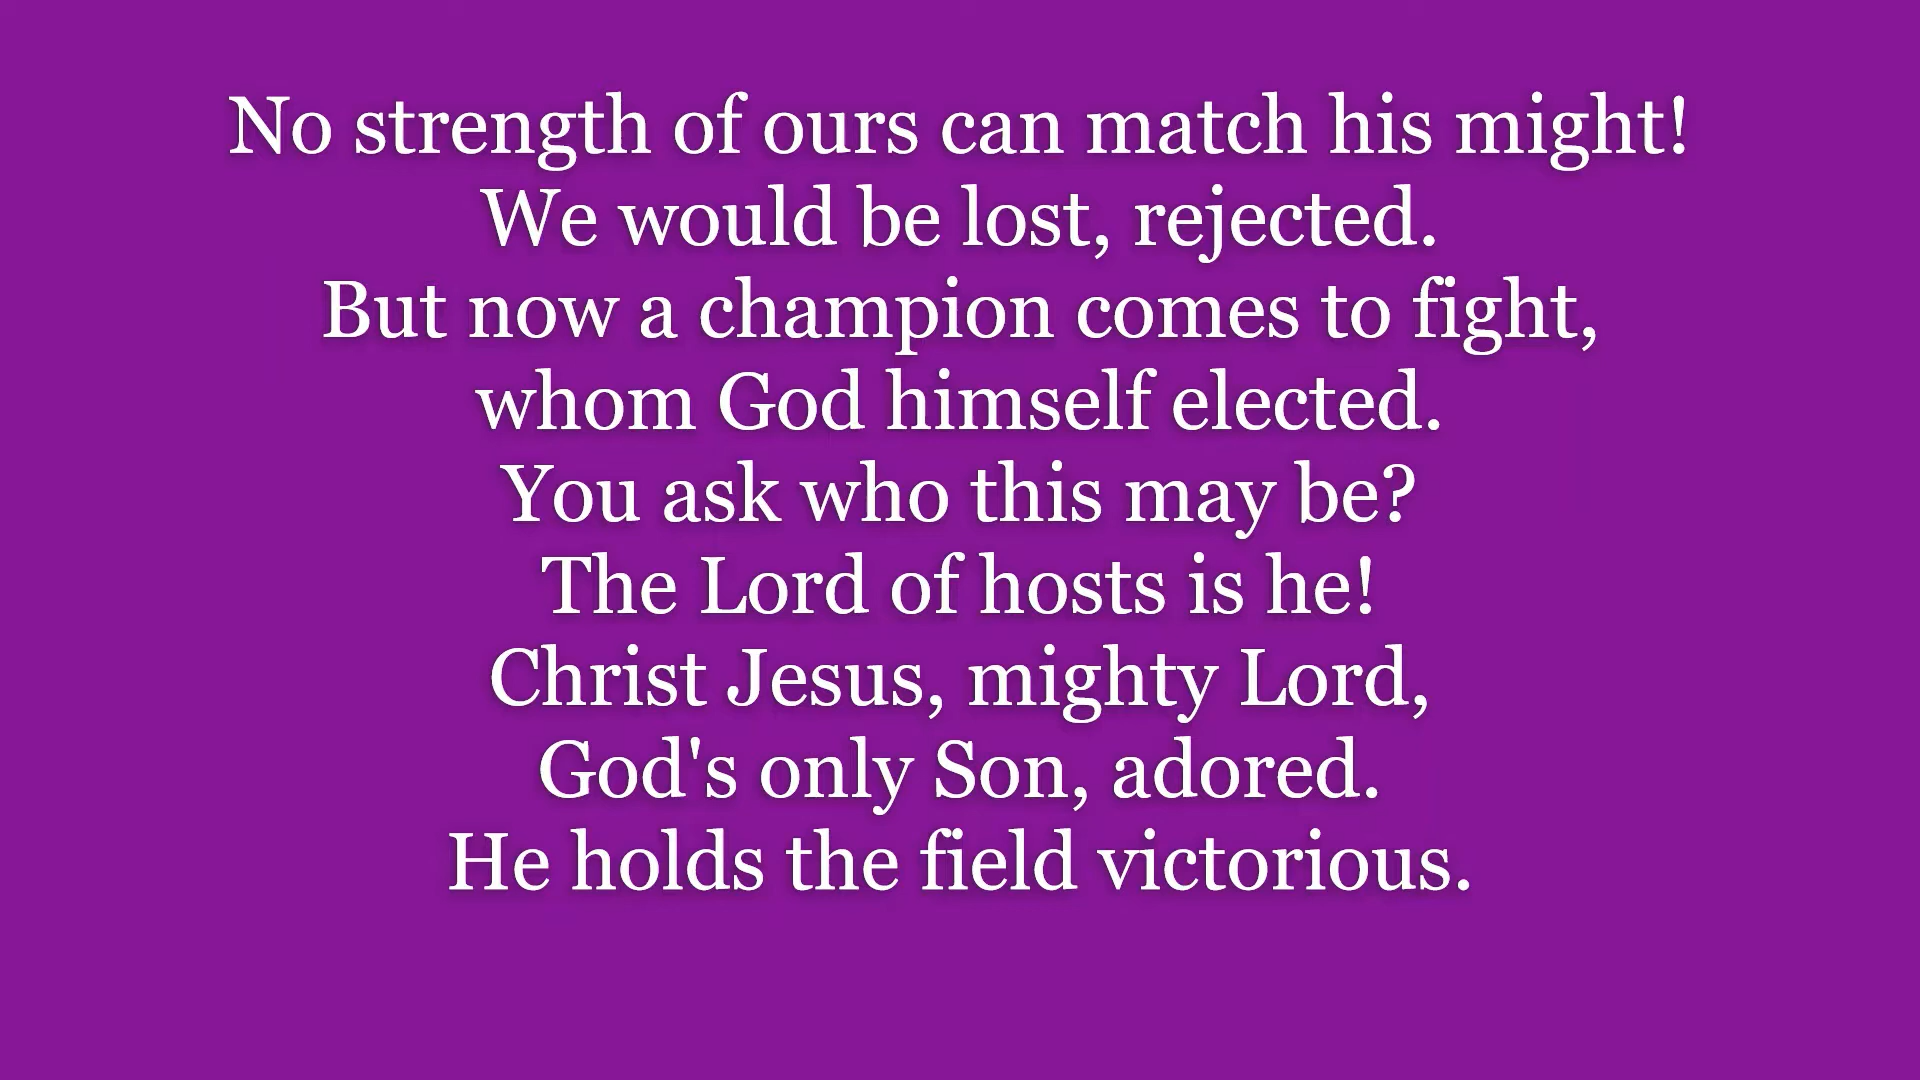 No strength of ours can match his might!
We would be lost, rejected.
But now a champion comes to fight,
whom God himself elected.
You ask who this may be?
The Lord of hosts is he!
Christ Jesus, mighty Lord,
God's only Son, adored.
He holds the field victorious.